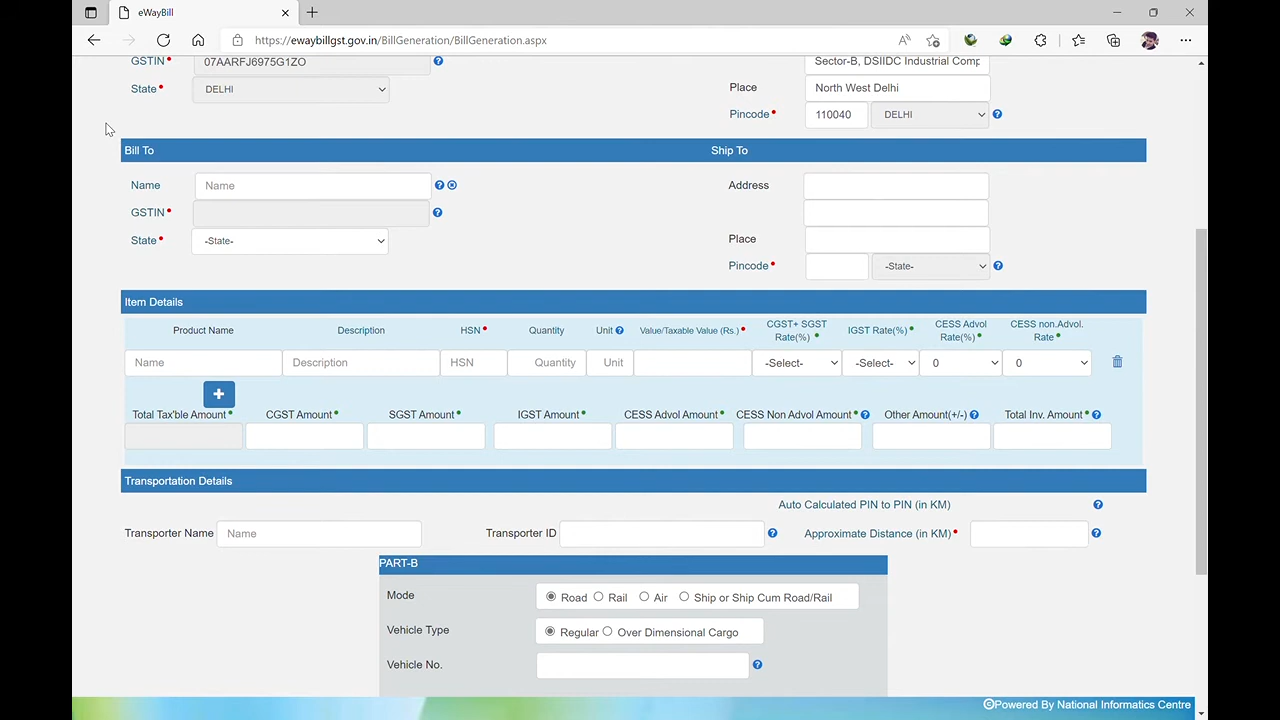 eWayBill
https://ewaybillgst.gov.in/BillGeneration/BillGeneration.aspx
GSTIN • 07AARFJ6975G1ZO
Sector-B, DSIIDC Industrial Comp
State • DELHI
Place North West Delhi
Pincode • 110040 DELHI
Bill To Ship To
Name Name Address
GSTIN •
State • -State-
Place
Pincode • -State-
Item Details
Product Name Description HSN • Quantity Unit Value/Taxable Value (Rs.) • CGST+ SGST Rate(%) • IGST Rate(%) • CESS Advol Rate(%) • CESS non.Advol. Rate •
Name Description HSN Quantity Unit -Select- -Select- 0 0
Total Tax'ble Amount • CGST Amount • SGST Amount • IGST Amount • CESS Advol Amount • CESS Non Advol Amount • Other Amount(+/-) Total Inv. Amount •
Transportation Details
Auto Calculated PIN to PIN (in KM)
Transporter Name Name Transporter ID Approximate Distance (in KM) •
PART-B
Mode Road Rail Air Ship or Ship Cum Road/Rail
Vehicle Type Regular Over Dimensional Cargo
Vehicle No.
©Powered By National Informatics Centre